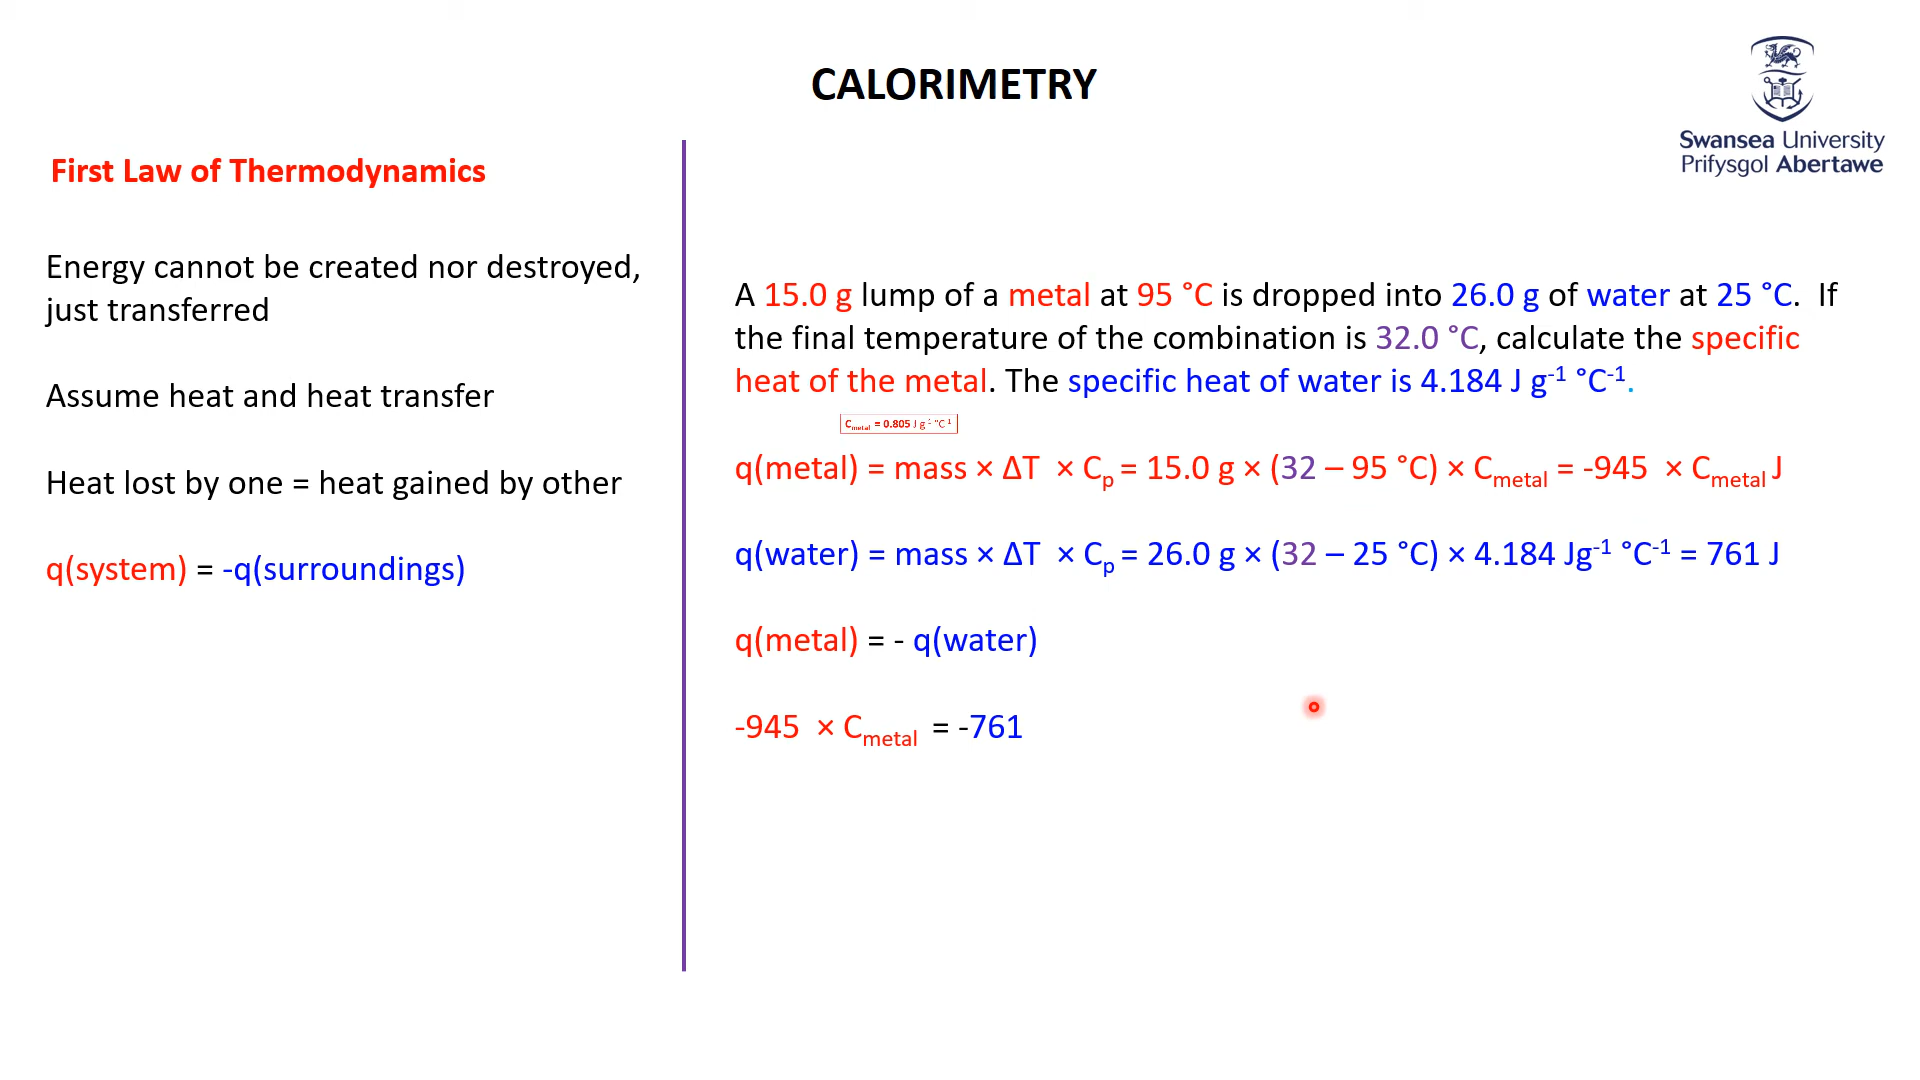 CALORIMETRY
Swansea University
Prifysgol Abertawe
First Law of Thermodynamics
Energy cannot be created nor destroyed,
just transferred
Assume heat and heat transfer
Heat lost by one = heat gained by other
q(system) = -q(surroundings)
A 15.0 g lump of a metal at 95 °C is dropped into 26.0 g of water at 25 °C.  If
the final temperature of the combination is 32.0 °C, calculate the specific
heat of the metal. The specific heat of water is 4.184 J g⁻¹ °C⁻¹.
Cmetal = 0.805 J g⁻¹ °C⁻¹
q(metal) = mass × ΔT × Cp = 15.0 g × (32 – 95 °C) × Cmetal = -945 × Cmetal J
q(water) = mass × ΔT × Cp = 26.0 g × (32 – 25 °C) × 4.184 Jg⁻¹ °C⁻¹ = 761 J
q(metal) = - q(water)
-945 × Cmetal = -761